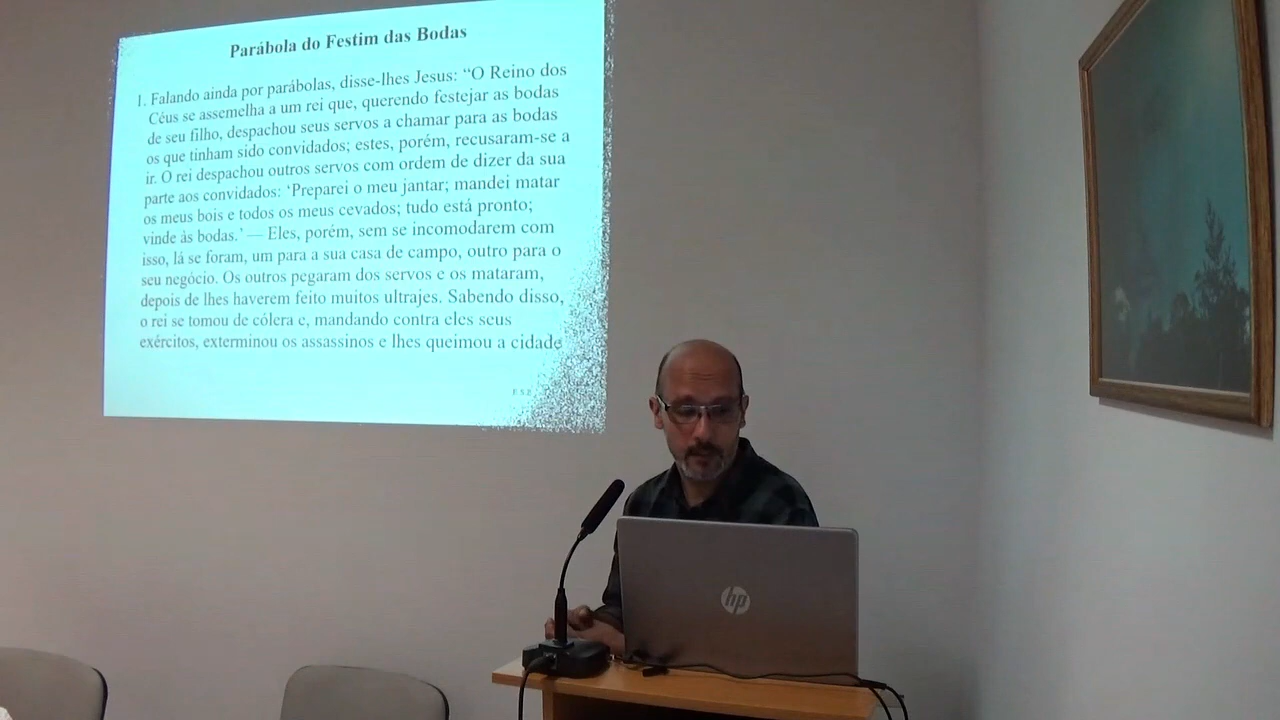 Parábola do Festim das Bodas
1. Falando ainda por parábolas, disse-lhes Jesus: “O Reino dos
Céus se assemelha a um rei que, querendo festejar as bodas
de seu filho, despachou seus servos a chamar para as bodas
os que tinham sido convidados; estes, porém, recusaram-se a
ir. O rei despachou outros servos com ordem de dizer da sua
parte aos convidados: ‘Preparei o meu jantar; mandei matar
os meus bois e todos os meus cevados; tudo está pronto;
vinde às bodas.’ — Eles, porém, sem se incomodarem com
isso, lá se foram, um para a sua casa de campo, outro para o
seu negócio. Os outros pegaram dos servos e os mataram,
depois de lhes haverem feito muitos ultrajes. Sabendo disso,
o rei se tomou de cólera e, mandando contra eles seus
exércitos, exterminou os assassinos e lhes queimou a cidade
hp